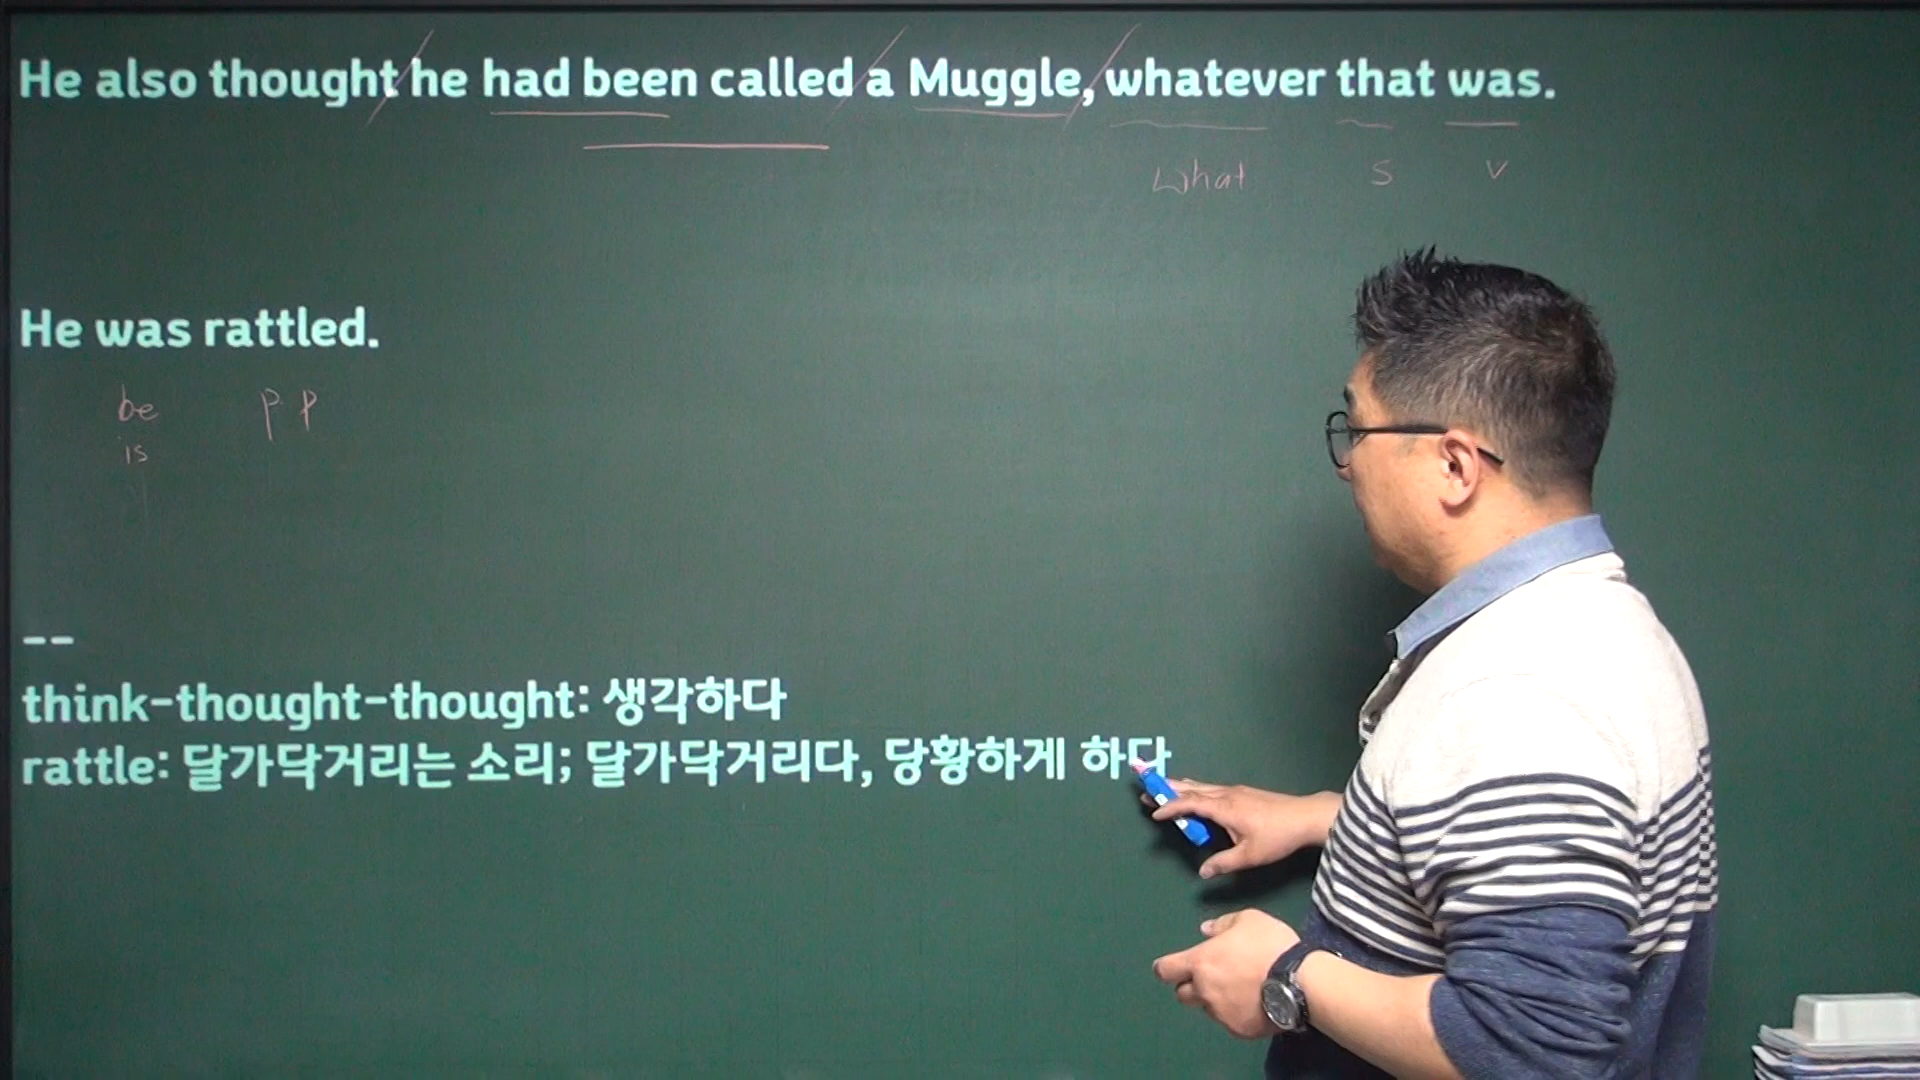 He also thought he had been called a Muggle, whatever that was.
what s v
He was rattled.
be p p
is
--
think-thought-thought: 생각하다
rattle: 달가닥거리는 소리; 달가닥거리다, 당황하게 하다